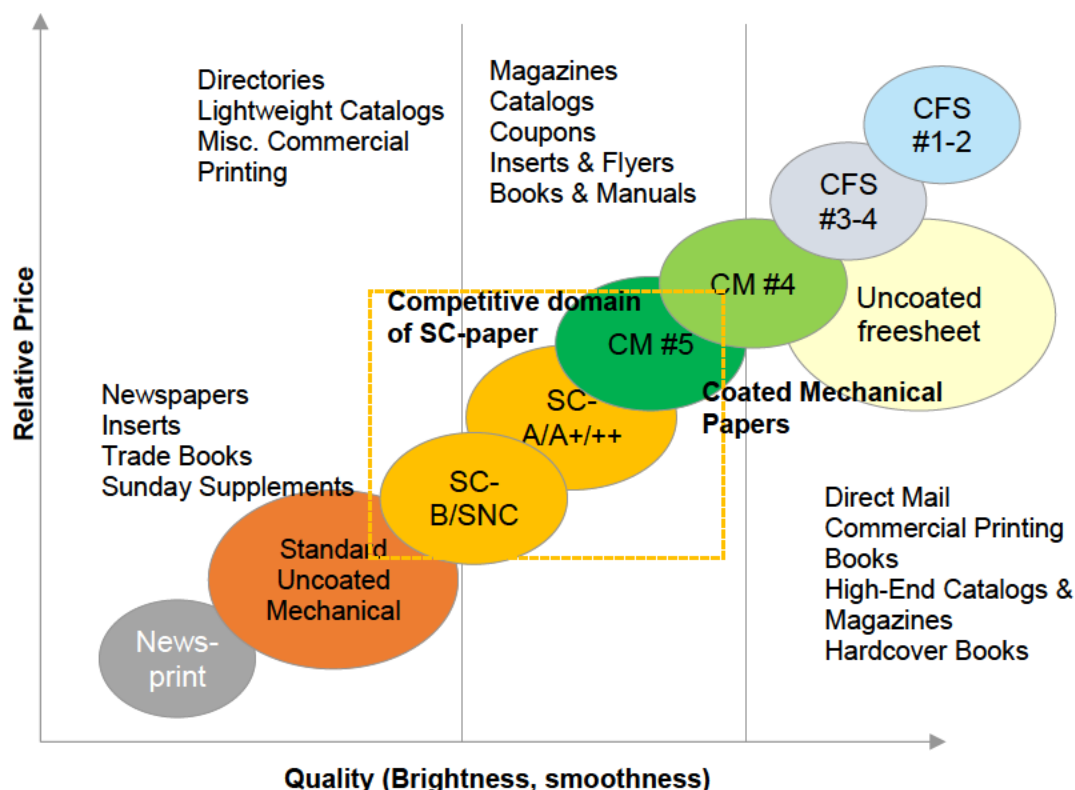 Directories
Lightweight Catalogs
Misc. Commercial
Printing
Magazines
Catalogs
Coupons
Inserts & Flyers
Books & Manuals
CFS
#1-2
CFS
#3-4
CM #4
Uncoated
freesheet
Competitive domain
of SC-paper
CM #5
Relative Price
Coated Mechanical
Papers
Newspapers
Inserts
Trade Books
Sunday Supplements
SC-
A/A+/++
SC-
B/SNC
Standard
Uncoated
Mechanical
News-
print
Direct Mail
Commercial Printing
Books
High-End Catalogs &
Magazines
Hardcover Books
Quality (Brightness, smoothness)